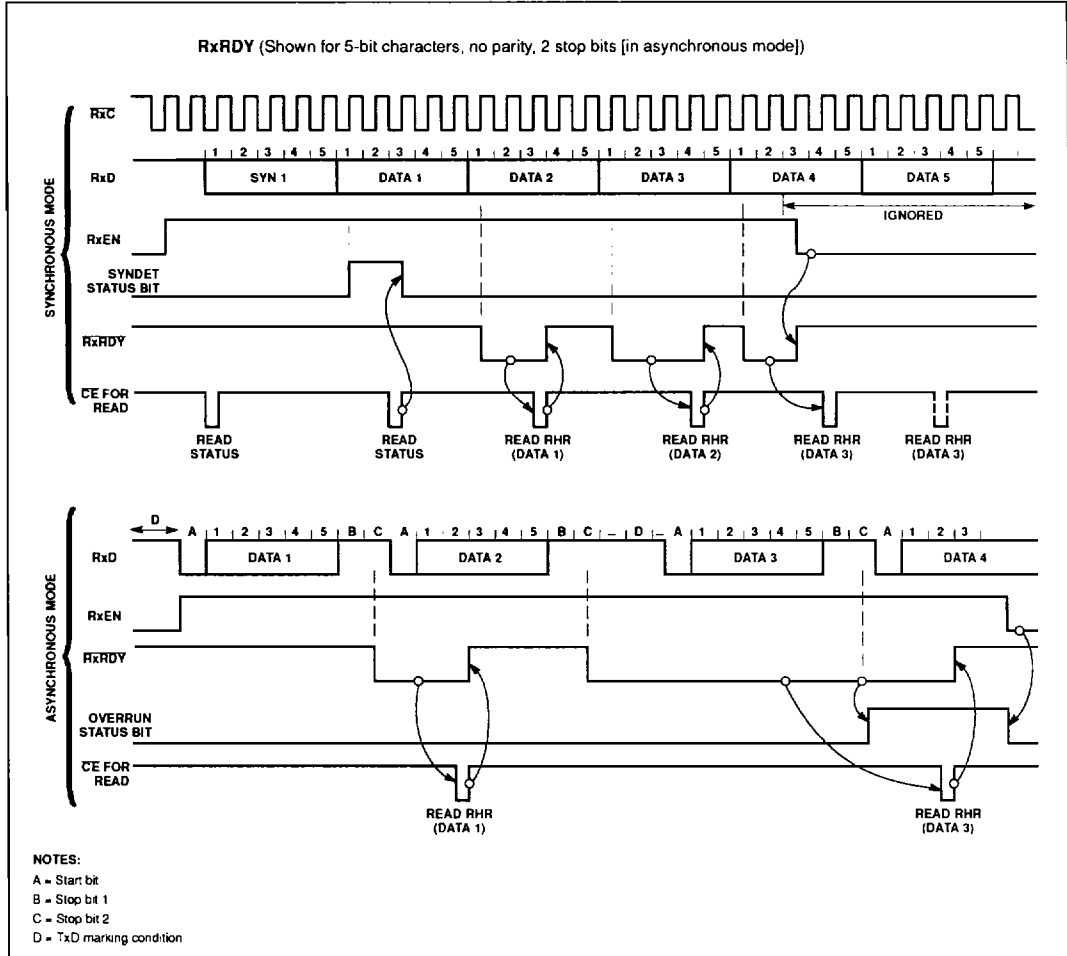 RxRDY (Shown for 5-bit characters, no parity, 2 stop bits [in asynchronous mode])
SYNCHRONOUS MODE
RxC
1 2 3 4 5 1 2 3 4 5 1 2 3 4 5 1 2 3 4 5 1 2 3 4 5 1 2 3 4 5
RxD
SYN 1 DATA 1 DATA 2 DATA 3 DATA 4 DATA 5
IGNORED
RxEN
SYNDET
STATUS BIT
RxRDY
CE FOR
READ
READ STATUS
READ STATUS
READ RHR (DATA 1)
READ RHR (DATA 2)
READ RHR (DATA 3)
READ RHR (DATA 3)
ASYNCHRONOUS MODE
D
A 1 2 3 4 5 B C A 1 2 3 4 5 B C D A 1 2 3 4 5 B C A 1 2 3
RxD
DATA 1 DATA 2 DATA 3 DATA 4
RxEN
RxRDY
OVERRUN
STATUS BIT
CE FOR
READ
READ RHR (DATA 1)
READ RHR (DATA 3)
NOTES:
A = Start bit
B = Stop bit 1
C = Stop bit 2
D = TxD marking condition